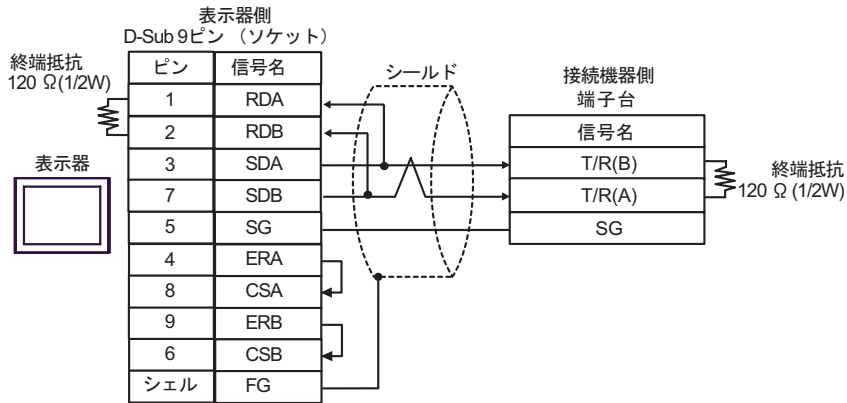 表示器側
D-Sub 9ピン （ソケット）
終端抵抗
120 Ω(1/2W)
ピン 信号名
1 RDA
2 RDB
3 SDA
7 SDB
5 SG
4 ERA
8 CSA
9 ERB
6 CSB
シェル FG
表示器
シールド
接続機器側
端子台
信号名
T/R(B)
T/R(A)
SG
終端抵抗
120 Ω (1/2W)